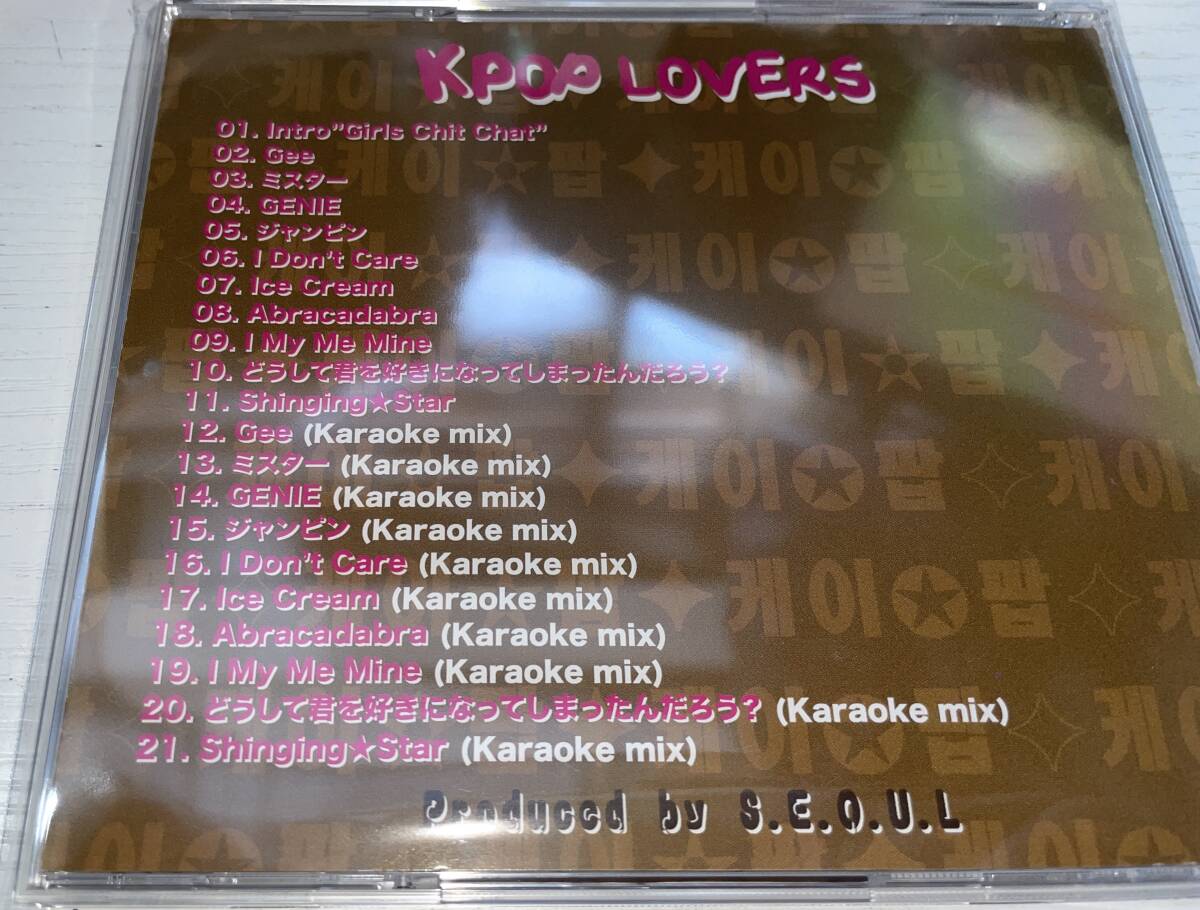 KPOP LOVERS
01. Intro"Girls Chit Chat"
02. Gee
03. ミスター
04. GENIE
05. ジャンピン
06. I Don't Care
07. Ice Cream
08. Abracadabra
09. I My Me Mine
10. どうして君を好きになってしまったんだろう?
11. Shinging★Star
12. Gee (Karaoke mix)
13. ミスター (Karaoke mix)
14. GENIE (Karaoke mix)
15. ジャンピン (Karaoke mix)
16. I Don't Care (Karaoke mix)
17. Ice Cream (Karaoke mix)
18. Abracadabra (Karaoke mix)
19. I My Me Mine (Karaoke mix)
20. どうして君を好きになってしまったんだろう? (Karaoke mix)
21. Shinging★Star (Karaoke mix)
Produced by S.E.O.U.L
케이✪팝✦케이✪팝